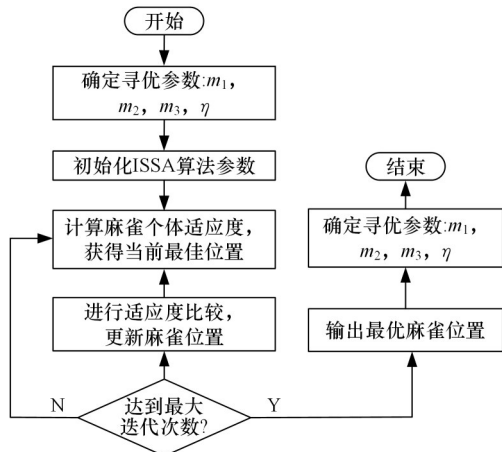 开始
确定寻优参数:m₁,
m₂, m₃, η
初始化ISSA算法参数
计算麻雀个体适应度,
获得当前最佳位置
进行适应度比较,
更新麻雀位置
达到最大
迭代次数?
N
Y
输出最优麻雀位置
确定寻优参数:m₁,
m₂, m₃, η
结束